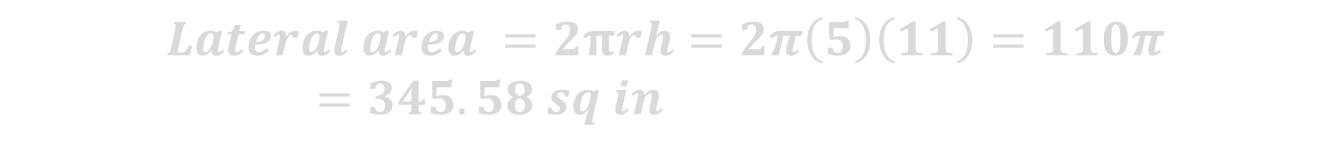 Lateral area = 2πrh = 2π(5)(11) = 110π
= 345.58 sq in